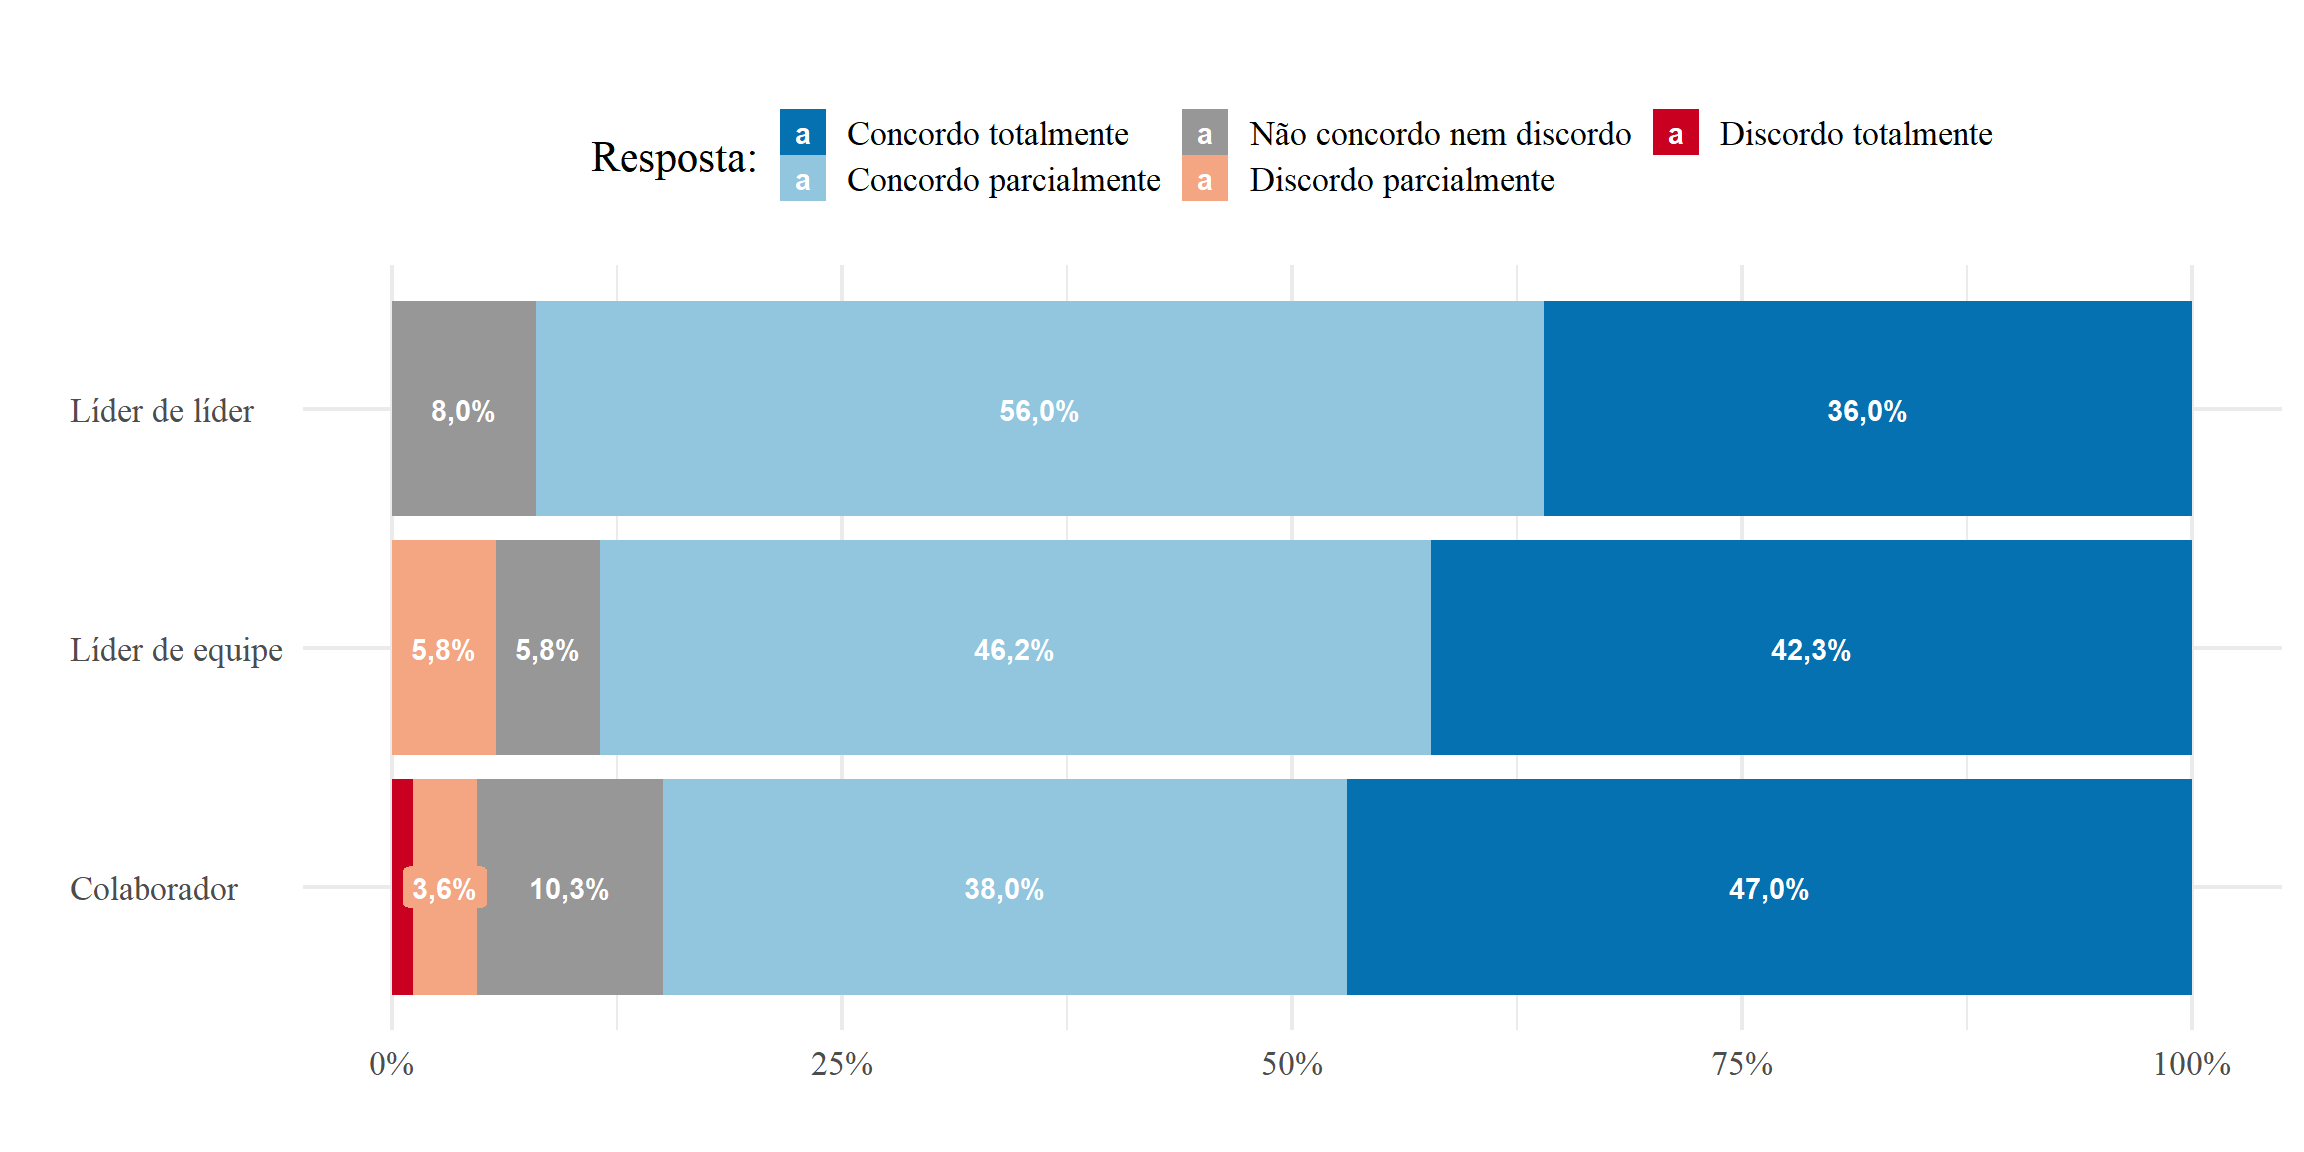 Resposta:
a Concordo totalmente a Não concordo nem discordo a Discordo totalmente
a Concordo parcialmente a Discordo parcialmente
Líder de líder 8,0% 56,0% 36,0%
Líder de equipe 5,8% 5,8% 46,2% 42,3%
Colaborador 3,6% 10,3% 38,0% 47,0%
0% 25% 50% 75% 100%